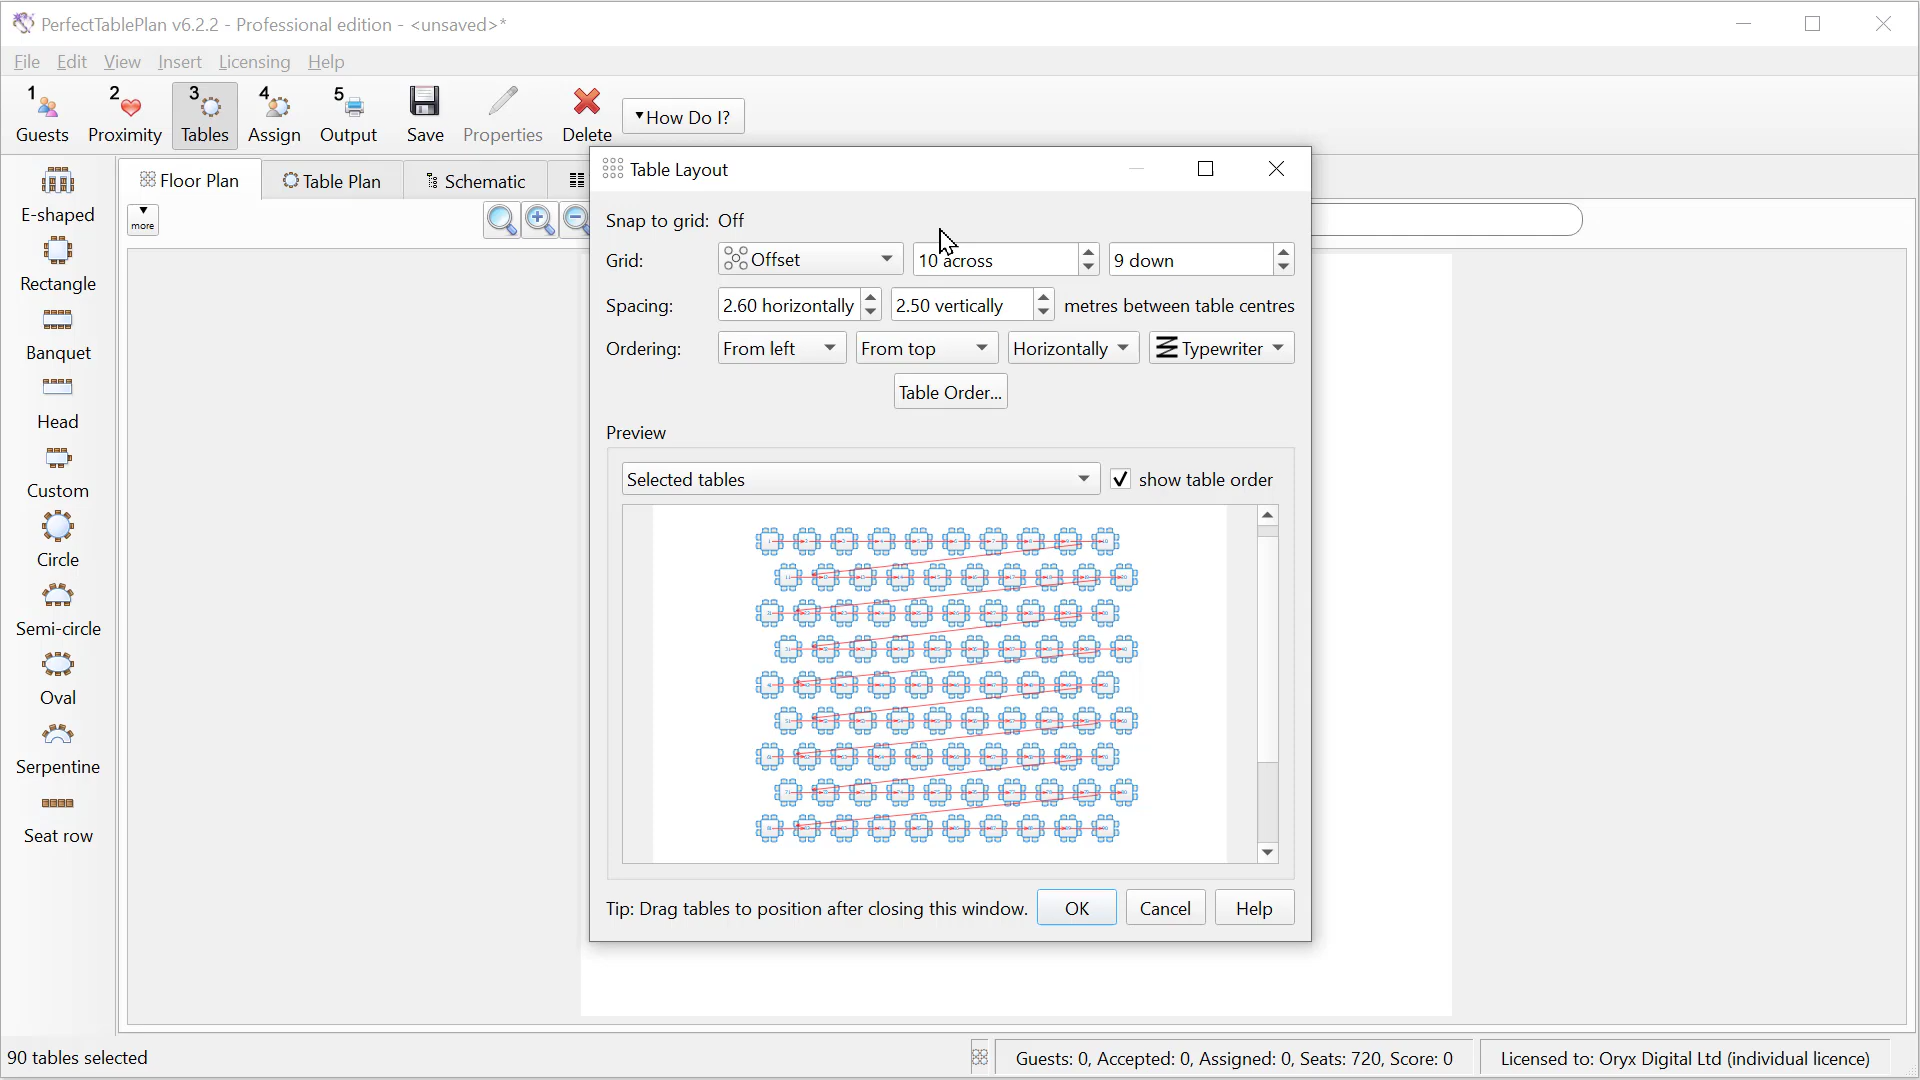 PerfectTablePlan v6.2.2 - Professional edition - <unsaved>*
File Edit View Insert Licensing Help
1 2 3 4 5
Guests Proximity Tables Assign Output Save Properties Delete
How Do I?
E-shaped
Rectangle
Banquet
Head
Custom
Circle
Semi-circle
Oval
Serpentine
Seat row
Floor Plan Table Plan Schematic
more
Table Layout
Snap to grid: Off
Grid: Offset 10 across 9 down
Spacing: 2.60 horizontally 2.50 vertically metres between table centres
Ordering: From left From top Horizontally Typewriter
Table Order...
Preview
Selected tables show table order
Tip: Drag tables to position after closing this window. OK Cancel Help
90 tables selected
Guests: 0, Accepted: 0, Assigned: 0, Seats: 720, Score: 0
Licensed to: Oryx Digital Ltd (individual licence)